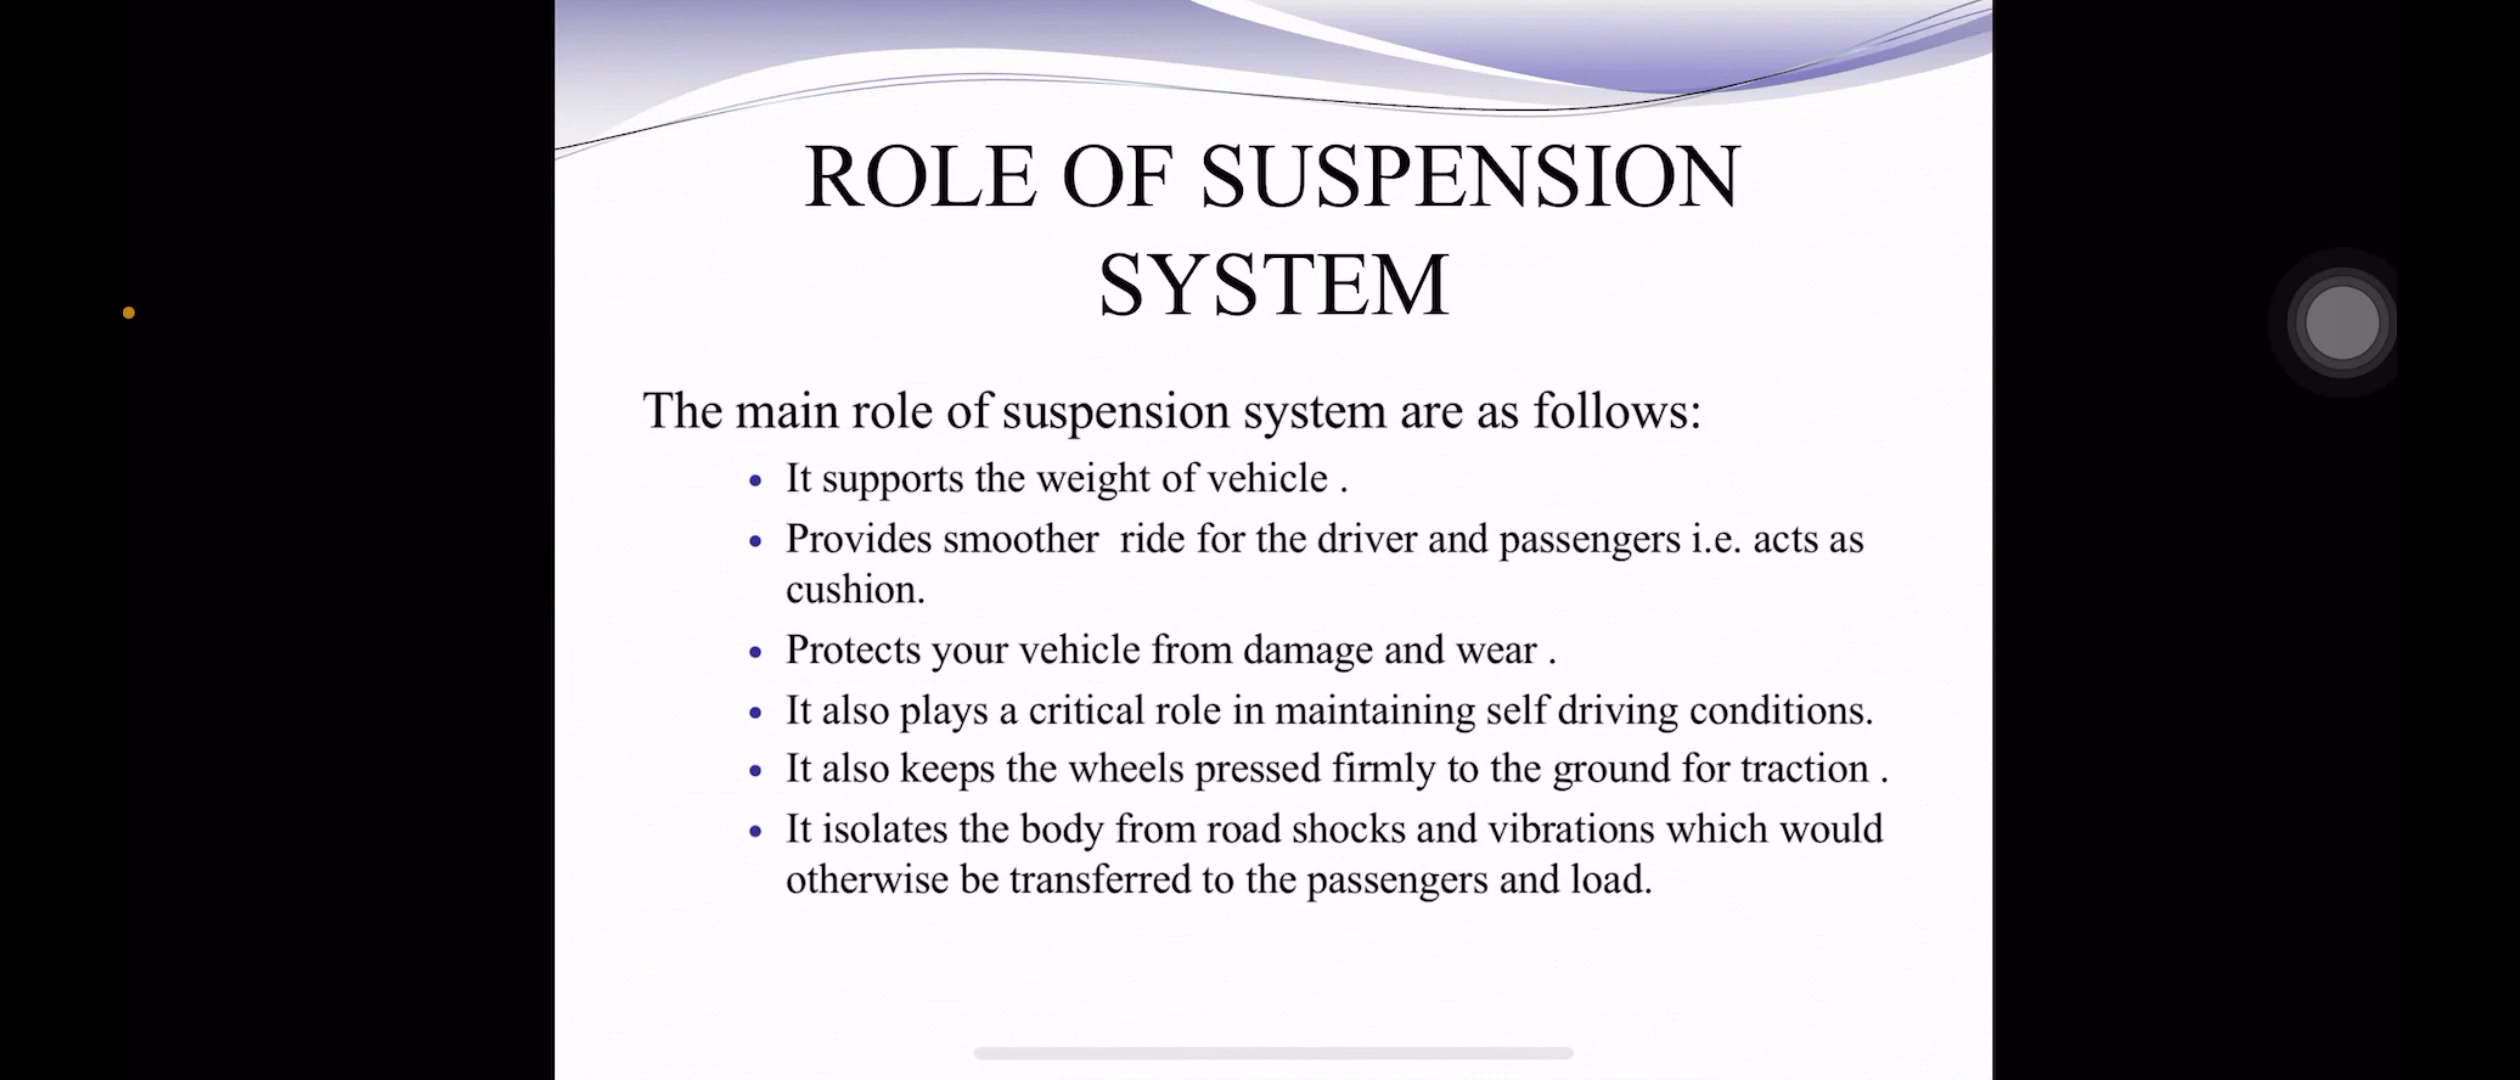 ROLE OF SUSPENSION
SYSTEM
The main role of suspension system are as follows:
• It supports the weight of vehicle .
• Provides smoother  ride for the driver and passengers i.e. acts as
cushion.
• Protects your vehicle from damage and wear .
• It also plays a critical role in maintaining self driving conditions.
• It also keeps the wheels pressed firmly to the ground for traction .
• It isolates the body from road shocks and vibrations which would
otherwise be transferred to the passengers and load.